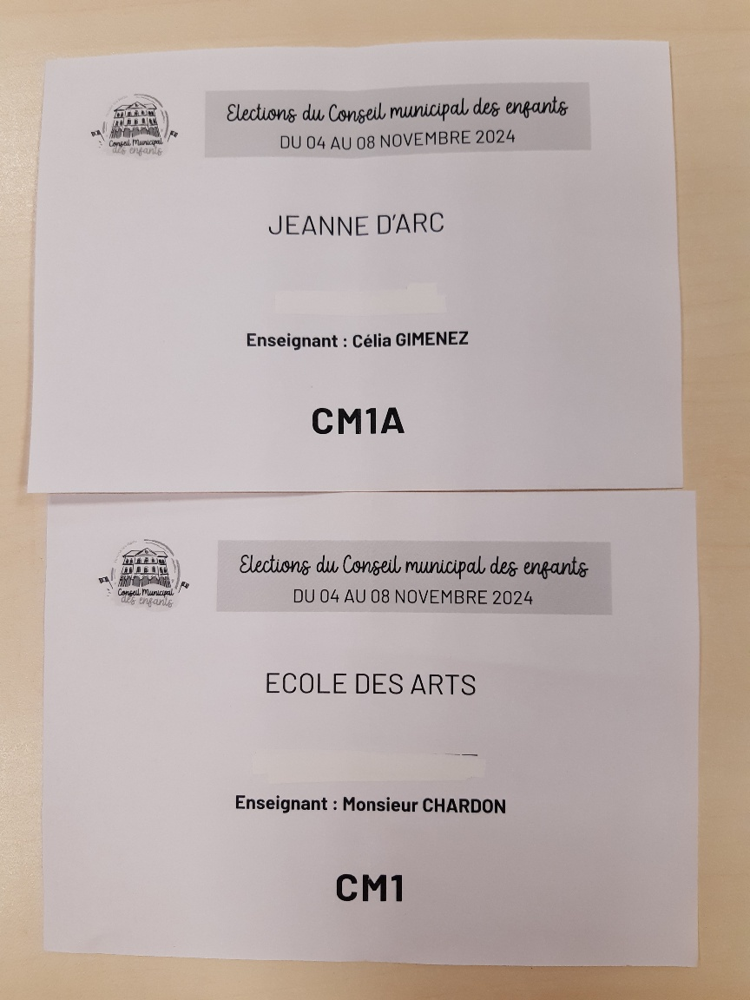 Conseil Municipal
des enfants
Elections du Conseil municipal des enfants
DU 04 AU 08 NOVEMBRE 2024
JEANNE D'ARC
Enseignant : Célia GIMENEZ
CM1A
Conseil Municipal
des enfants
Elections du Conseil municipal des enfants
DU 04 AU 08 NOVEMBRE 2024
ECOLE DES ARTS
Enseignant : Monsieur CHARDON
CM1